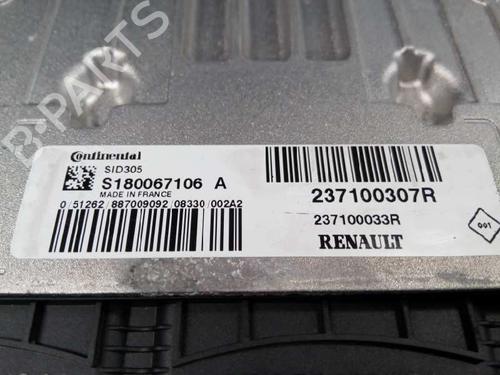 Continental
SID305
S180067106 A
MADE IN FRANCE
0 51262/887009092/08330/002A2
237100307R
237100033R
RENAULT
001
B-Parts